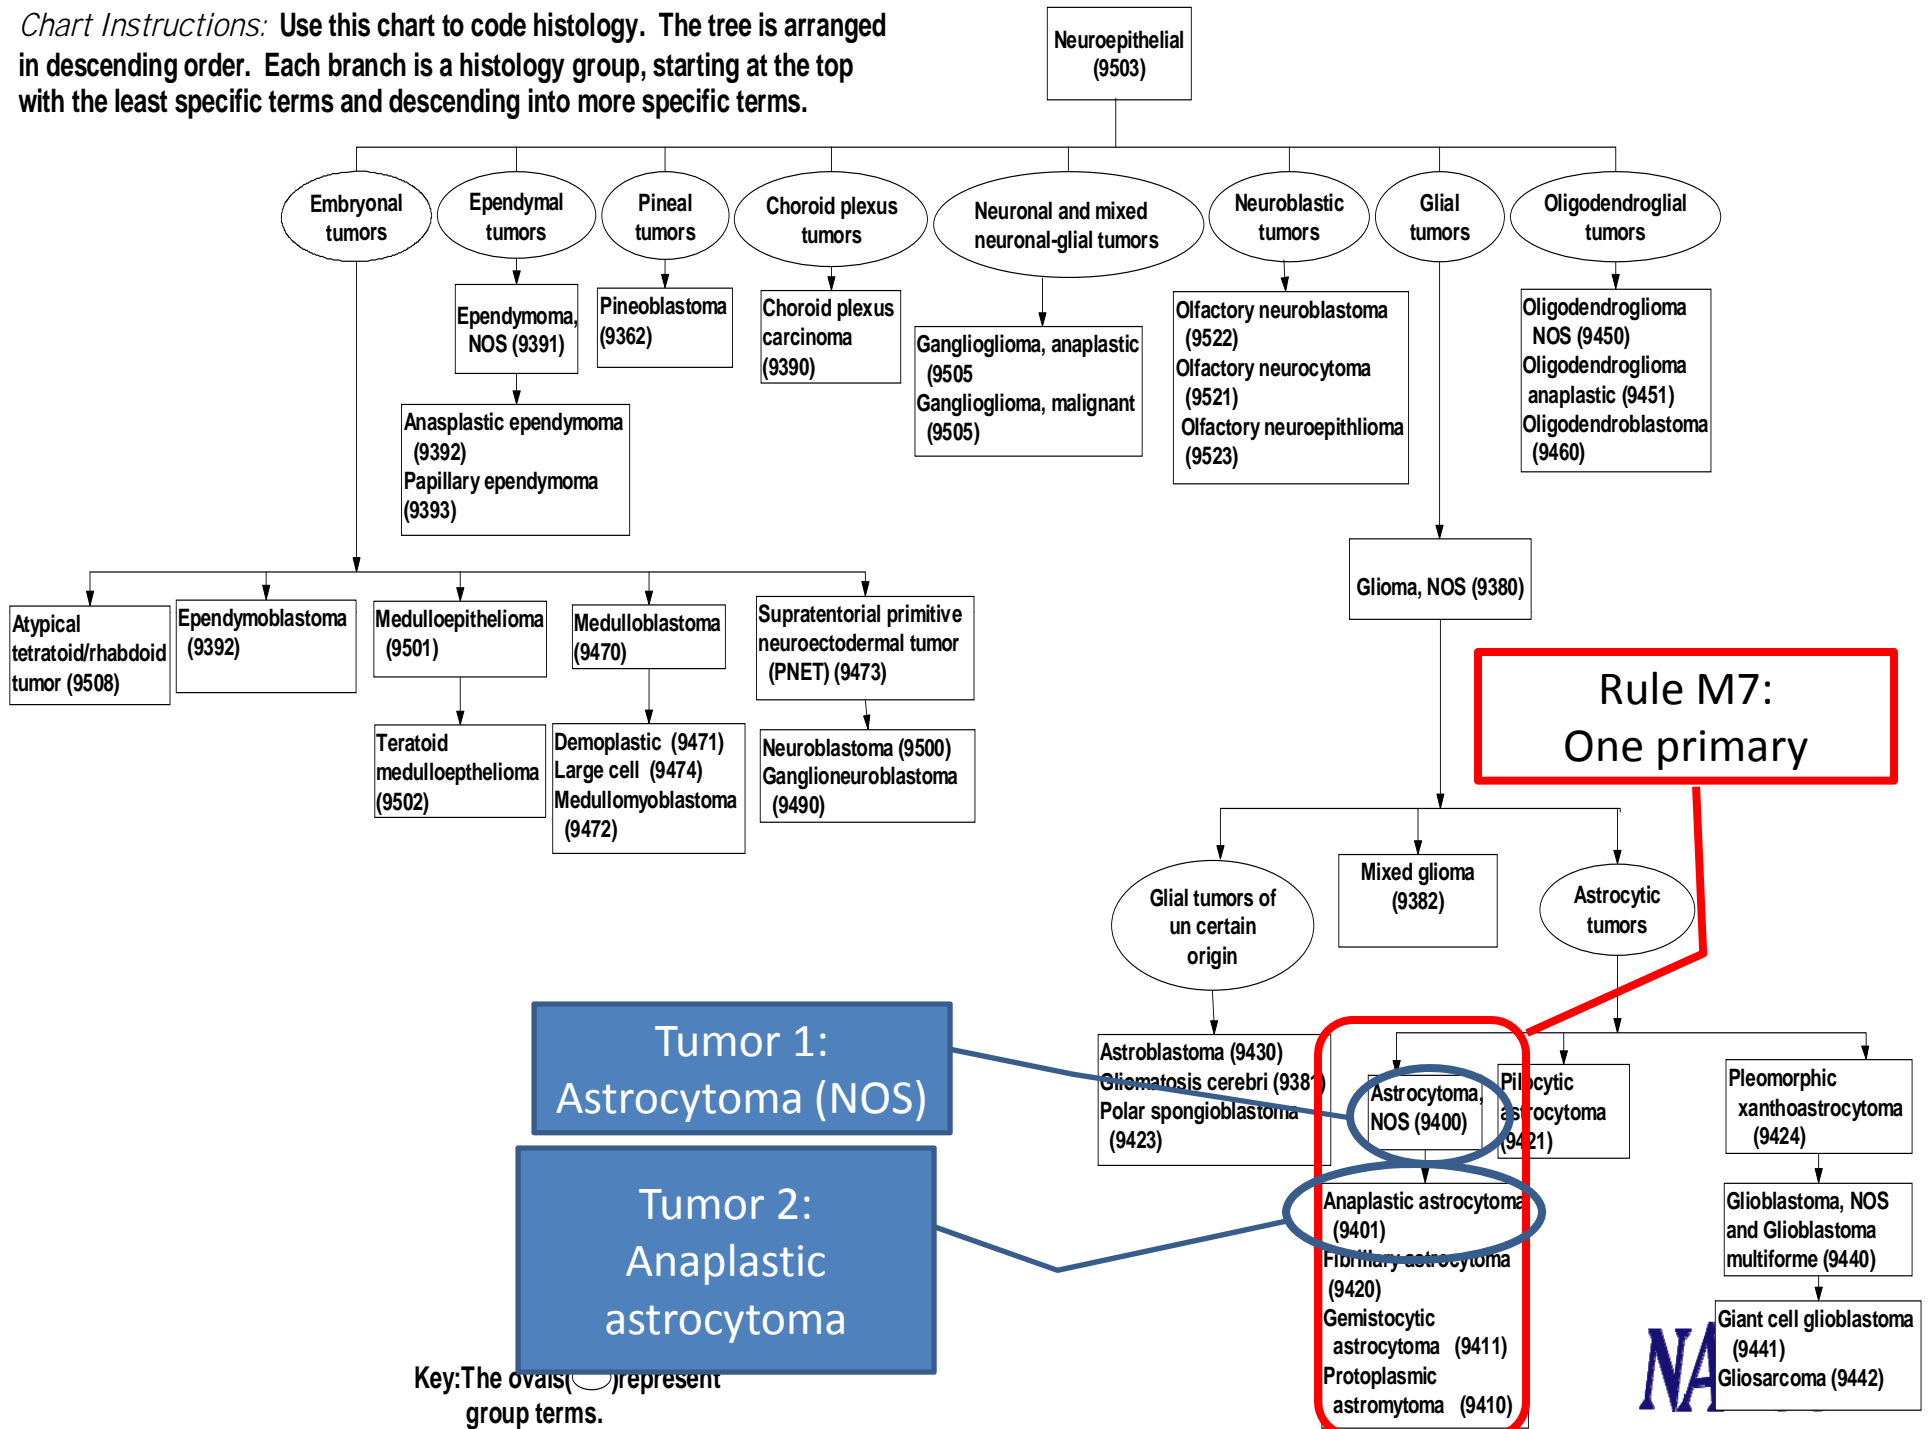 Chart Instructions: Use this chart to code histology. The tree is arranged
in descending order. Each branch is a histology group, starting at the top
with the least specific terms and descending into more specific terms.
Neuroepithelial
(9503)
Embryonal
tumors
Ependymal
tumors
Pineal
tumors
Choroid plexus
tumors
Neuronal and mixed
neuronal-glial tumors
Neuroblastic
tumors
Glial
tumors
Oligodendroglial
tumors
Ependymoma,
NOS (9391)
Pineoblastoma
(9362)
Choroid plexus
carcinoma
(9390)
Ganglioglioma, anaplastic
(9505
Ganglioglioma, malignant
(9505)
Olfactory neuroblastoma
(9522)
Olfactory neurocytoma
(9521)
Olfactory neuroepithlioma
(9523)
Oligodendroglioma
NOS (9450)
Oligodendroglioma
anaplastic (9451)
Oligodendroblastoma
(9460)
Anasplastic ependymoma
(9392)
Papillary ependymoma
(9393)
Glioma, NOS (9380)
Atypical
tetratoid/rhabdoid
tumor (9508)
Ependymoblastoma
(9392)
Medulloepithelioma
(9501)
Medulloblastoma
(9470)
Supratentorial primitive
neuroectodermal tumor
(PNET) (9473)
Teratoid
medulloepthelioma
(9502)
Demoplastic (9471)
Large cell (9474)
Medullomyoblastoma
(9472)
Neuroblastoma (9500)
Ganglioneuroblastoma
(9490)
Rule M7:
One primary
Glial tumors of
un certain
origin
Mixed glioma
(9382)
Astrocytic
tumors
Tumor 1:
Astrocytoma (NOS)
Astroblastoma (9430)
Gliomatosis cerebri (9381)
Polar spongioblastoma
(9423)
Astrocytoma,
NOS (9400)
Pilocytic
astrocytoma
(9421)
Pleomorphic
xanthoastrocytoma
(9424)
Tumor 2:
Anaplastic
astrocytoma
Anaplastic astrocytoma
(9401)
Fibrillary astrocytoma
(9420)
Gemistocytic
astrocytoma (9411)
Protoplasmic
astromytoma (9410)
Glioblastoma, NOS
and Glioblastoma
multiforme (9440)
Giant cell glioblastoma
(9441)
Gliosarcoma (9442)
Key:The ovals( )represent
group terms.